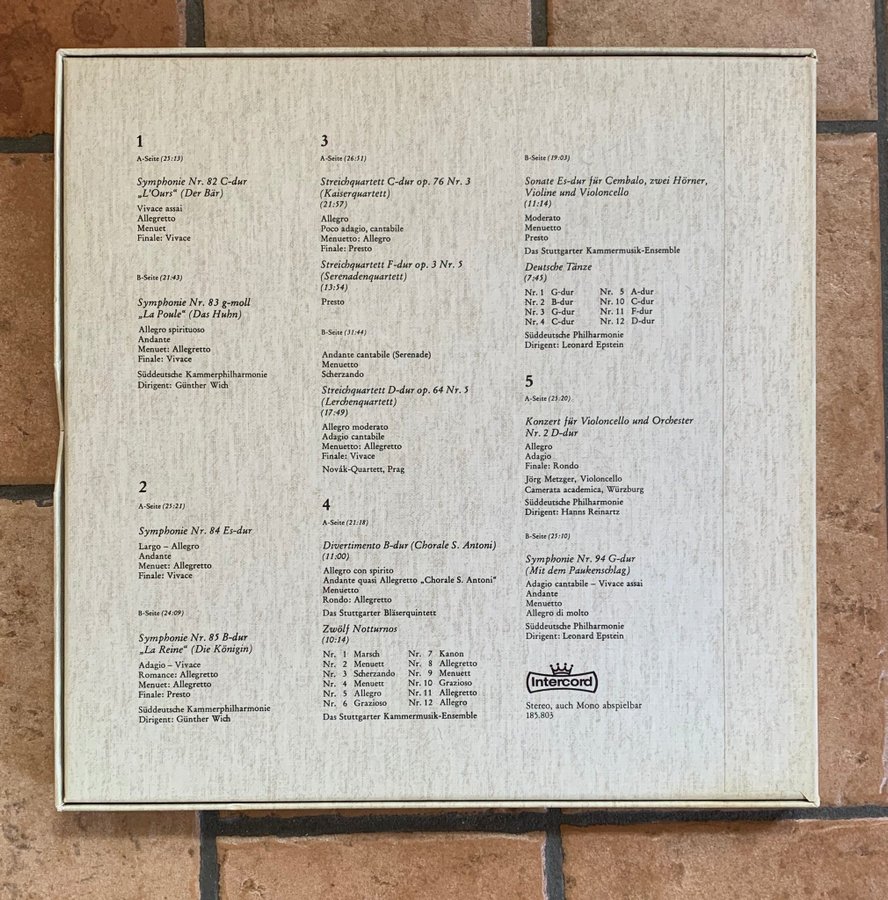 1
A-Seite (25:13)
Symphonie Nr. 82 C-dur
„L'Ours“ (Der Bär)
Vivace assai
Allegretto
Menuet
Finale: Vivace
B-Seite (21:43)
Symphonie Nr. 83 g-moll
„La Poule“ (Das Huhn)
Allegro spirituoso
Andante
Menuet: Allegretto
Finale: Vivace
Süddeutsche Kammerphilharmonie
Dirigent: Günther Wich
2
A-Seite (25:21)
Symphonie Nr. 84 Es-dur
Largo – Allegro
Andante
Menuet: Allegretto
Finale: Vivace
B-Seite (24:09)
Symphonie Nr. 85 B-dur
„La Reine“ (Die Königin)
Adagio – Vivace
Romance: Allegretto
Menuet: Allegretto
Finale: Presto
Süddeutsche Kammerphilharmonie
Dirigent: Günther Wich
3
A-Seite (26:51)
Streichquartett C-dur op. 76 Nr. 3
(Kaiserquartett)
(21:57)
Allegro
Poco adagio, cantabile
Menuetto: Allegro
Finale: Presto
Streichquartett F-dur op. 3 Nr. 5
(Serenadenquartett)
(13:54)
Presto
B-Seite (31:44)
Andante cantabile (Serenade)
Menuetto
Scherzando
Streichquartett D-dur op. 64 Nr. 5
(Lerchenquartett)
(17:49)
Allegro moderato
Adagio cantabile
Menuetto: Allegretto
Finale: Vivace
Novák-Quartett, Prag
4
A-Seite (21:18)
Divertimento B-dur (Chorale S. Antoni)
(11:00)
Allegro con spirito
Andante quasi Allegretto „Chorale S. Antoni“
Menuetto
Rondo: Allegretto
Das Stuttgarter Bläserquintett
Zwölf Notturnos
(10:14)
Nr. 1 Marsch Nr. 7 Kanon
Nr. 2 Menuett Nr. 8 Allegretto
Nr. 3 Scherzando Nr. 9 Menuett
Nr. 4 Menuett Nr. 10 Grazioso
Nr. 5 Allegro Nr. 11 Allegretto
Nr. 6 Grazioso Nr. 12 Allegro
Das Stuttgarter Kammermusik-Ensemble
B-Seite (19:03)
Sonate Es-dur für Cembalo, zwei Hörner,
Violine und Violoncello
(11:14)
Moderato
Menuetto
Presto
Das Stuttgarter Kammermusik-Ensemble
Deutsche Tänze
(7:45)
Nr. 1 G-dur Nr. 5 A-dur
Nr. 2 B-dur Nr. 10 C-dur
Nr. 3 G-dur Nr. 11 F-dur
Nr. 4 C-dur Nr. 12 D-dur
Süddeutsche Philharmonie
Dirigent: Leonard Epstein
5
A-Seite (25:20)
Konzert für Violoncello und Orchester
Nr. 2 D-dur
Allegro
Adagio
Finale: Rondo
Jörg Metzger, Violoncello
Camerata academica, Würzburg
Süddeutsche Philharmonie
Dirigent: Hanns Reinartz
B-Seite (25:10)
Symphonie Nr. 94 G-dur
(Mit dem Paukenschlag)
Adagio cantabile – Vivace assai
Andante
Menuetto
Allegro di molto
Süddeutsche Philharmonie
Dirigent: Leonard Epstein
Intercord
Stereo, auch Mono abspielbar
185.803